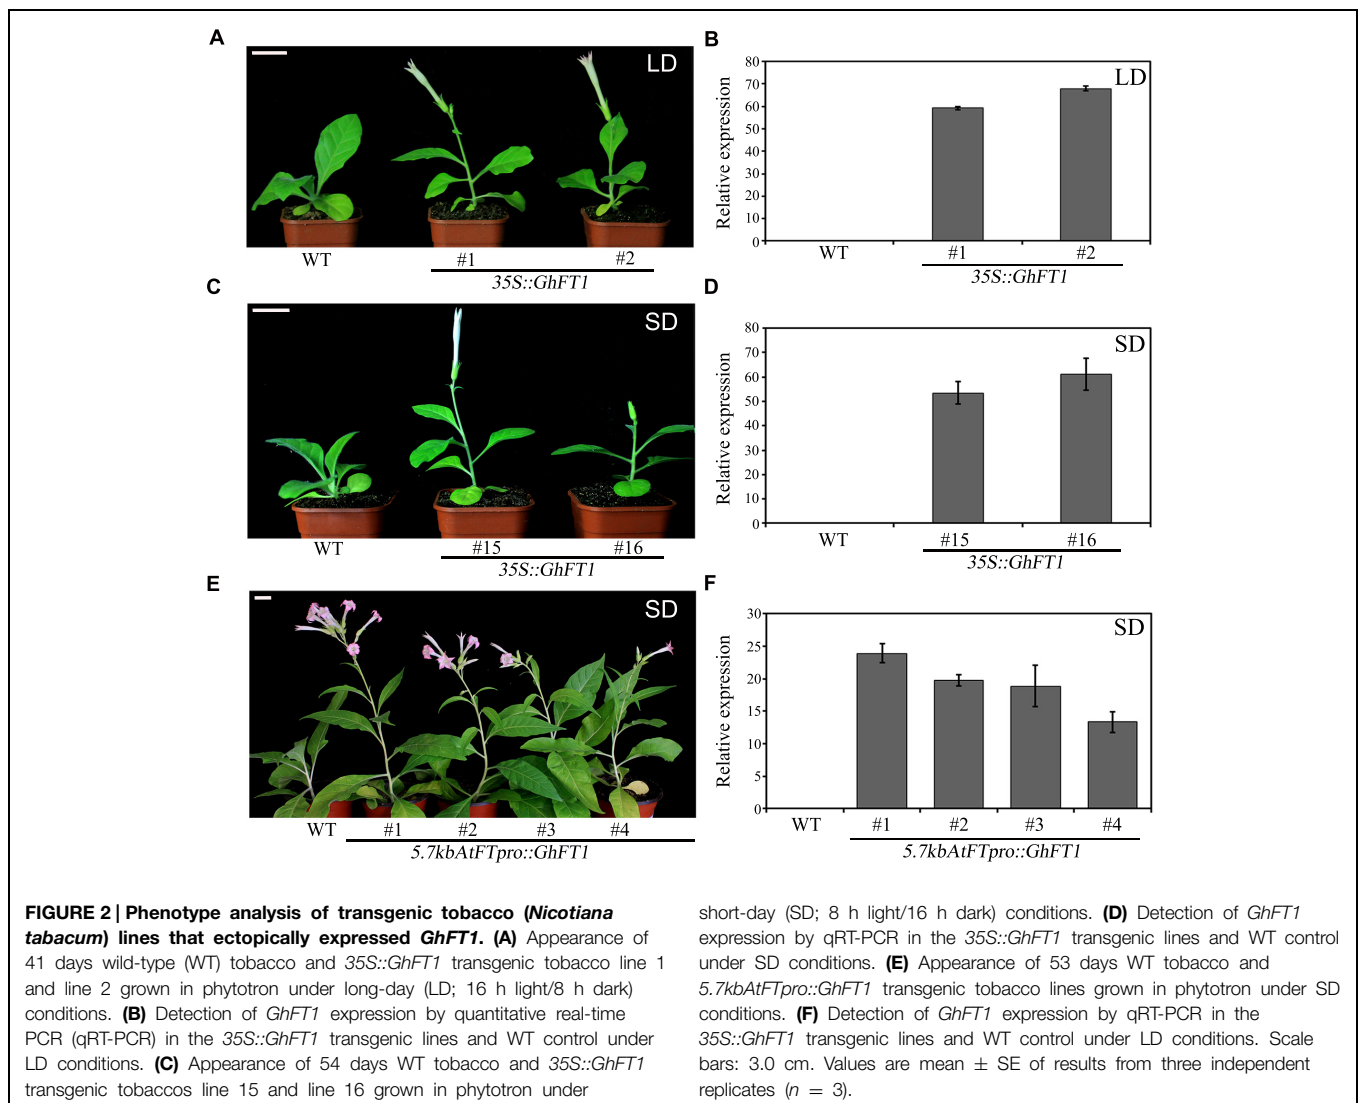 A
LD
WT
#1
#2
35S::GhFT1
B
LD
Relative expression
80
70
60
50
40
30
20
10
0
WT
#1
#2
35S::GhFT1
C
SD
WT
#15
#16
35S::GhFT1
D
SD
Relative expression
80
70
60
50
40
30
20
10
0
WT
#15
#16
35S::GhFT1
E
SD
WT
#1
#2
#3
#4
5.7kbAtFTpro::GhFT1
F
SD
Relative expression
30
25
20
15
10
5
0
WT
#1
#2
#3
#4
5.7kbAtFTpro::GhFT1
FIGURE 2 | Phenotype analysis of transgenic tobacco (Nicotiana
tabacum) lines that ectopically expressed GhFT1. (A) Appearance of
41 days wild-type (WT) tobacco and 35S::GhFT1 transgenic tobacco line 1
and line 2 grown in phytotron under long-day (LD; 16 h light/8 h dark)
conditions. (B) Detection of GhFT1 expression by quantitative real-time
PCR (qRT-PCR) in the 35S::GhFT1 transgenic lines and WT control under
LD conditions. (C) Appearance of 54 days WT tobacco and 35S::GhFT1
transgenic tobaccos line 15 and line 16 grown in phytotron under
short-day (SD; 8 h light/16 h dark) conditions. (D) Detection of GhFT1
expression by qRT-PCR in the 35S::GhFT1 transgenic lines and WT control
under SD conditions. (E) Appearance of 53 days WT tobacco and
5.7kbAtFTpro::GhFT1 transgenic tobacco lines grown in phytotron under SD
conditions. (F) Detection of GhFT1 expression by qRT-PCR in the
35S::GhFT1 transgenic lines and WT control under LD conditions. Scale
bars: 3.0 cm. Values are mean ± SE of results from three independent
replicates (n = 3).